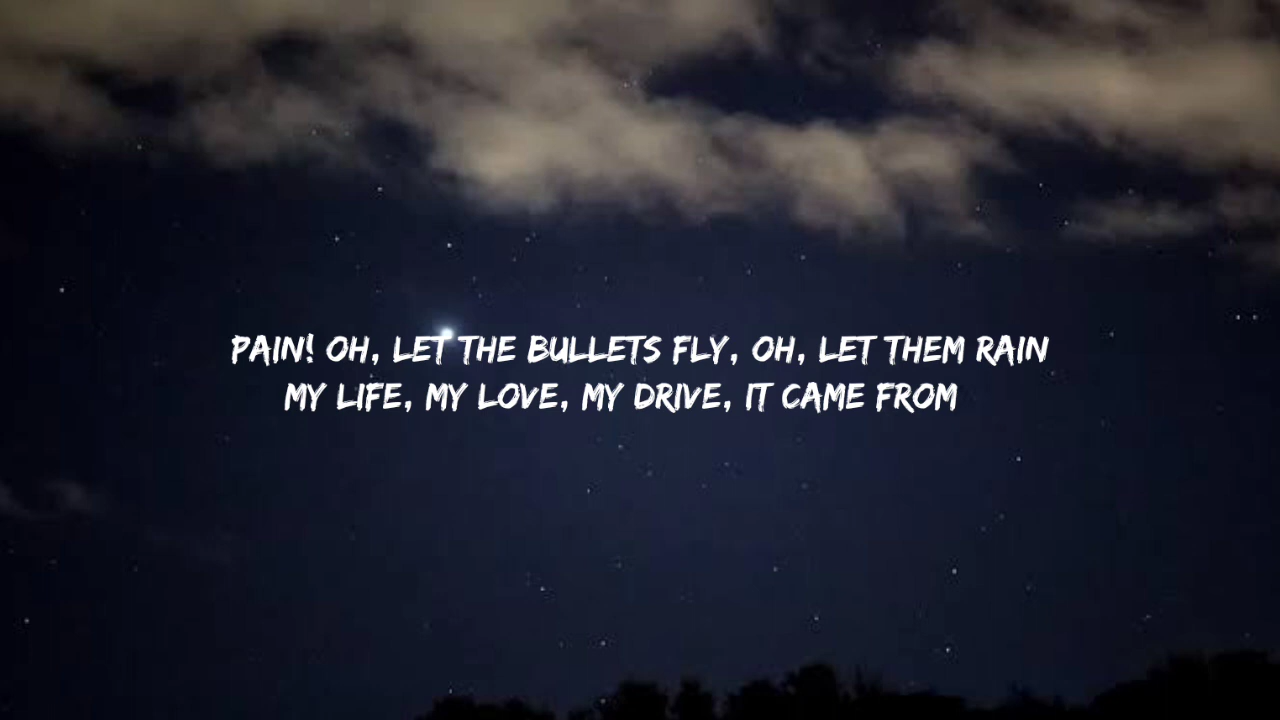 PAIN! OH, LET THE BULLETS FLY, OH, LET THEM RAIN
MY LIFE, MY LOVE, MY DRIVE, IT CAME FROM